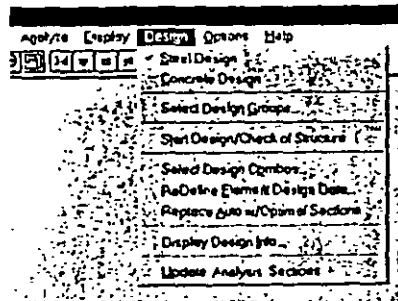 Analyze Display Design Options Help
Steel Design
Concrete Design
Select Design Groups...
Start Design/Check of Structure
Select Design Combos...
ReDefine Element Design Data...
Replace Auto w/Optimal Sections
Display Design Info...
Update Analysis Sections